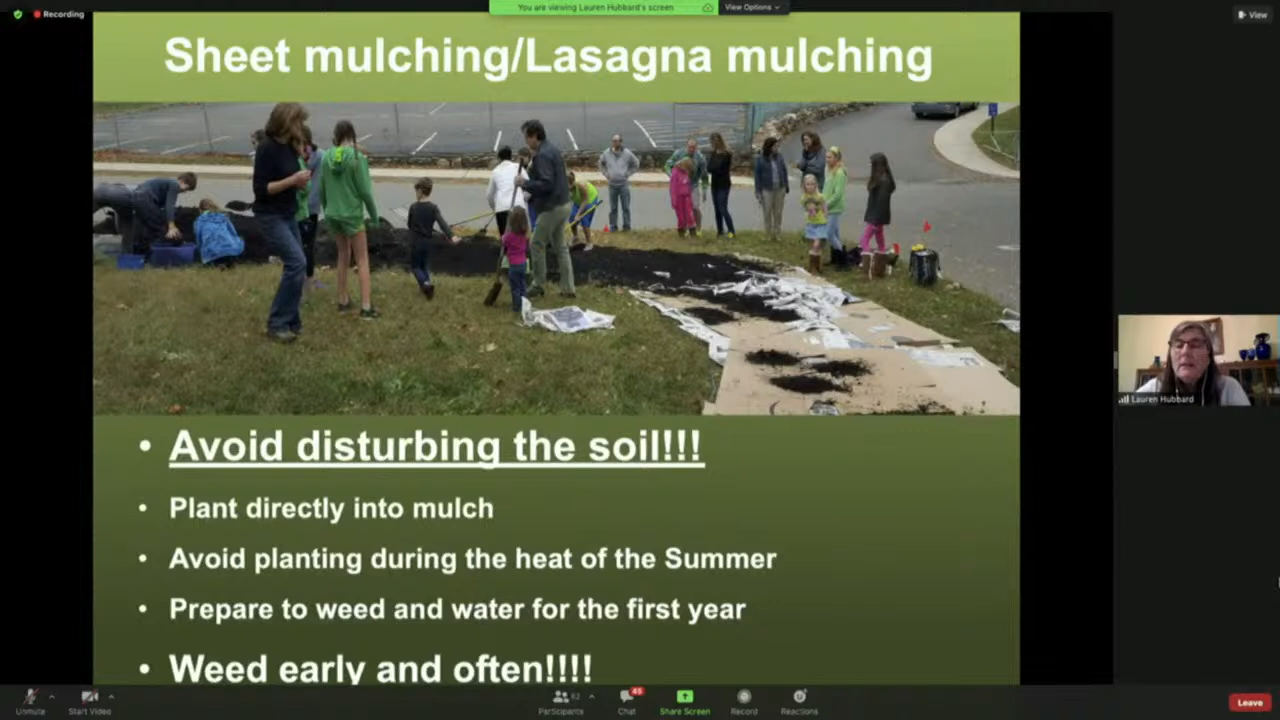 Recording
You are viewing Lauren Hubbard's screen
View Options
View
Sheet mulching/Lasagna mulching
Lauren Hubbard
• Avoid disturbing the soil!!!
• Plant directly into mulch
• Avoid planting during the heat of the Summer
• Prepare to weed and water for the first year
• Weed early and often!!!!
Unmute
Start Video
Participants
Chat
45
Share Screen
Record
Reactions
Leave